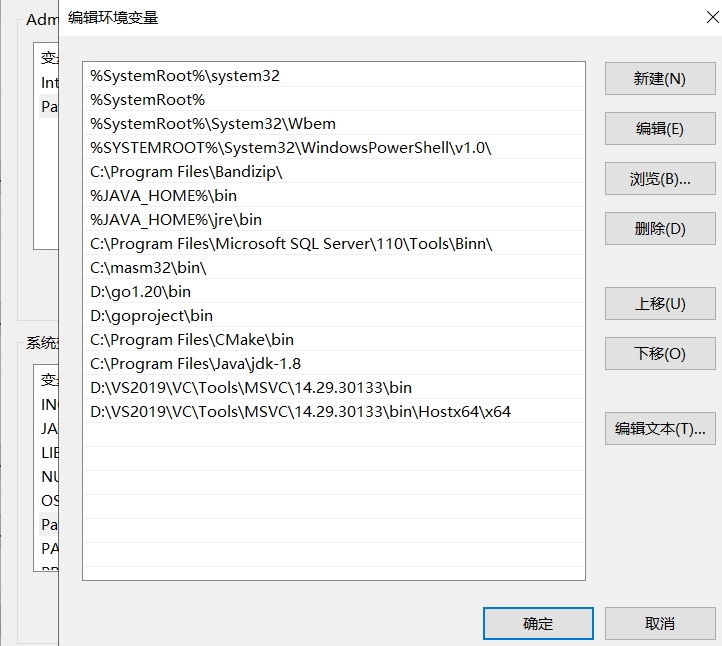 Adm
编辑环境变量
变
Int
Pa
%SystemRoot%\system32
%SystemRoot%
%SystemRoot%\System32\Wbem
%SYSTEMROOT%\System32\WindowsPowerShell\v1.0\
C:\Program Files\Bandizip\
%JAVA_HOME%\bin
%JAVA_HOME%\jre\bin
C:\Program Files\Microsoft SQL Server\110\Tools\Binn\
C:\masm32\bin\
D:\go1.20\bin
D:\goproject\bin
C:\Program Files\CMake\bin
C:\Program Files\Java\jdk-1.8
D:\VS2019\VC\Tools\MSVC\14.29.30133\bin
D:\VS2019\VC\Tools\MSVC\14.29.30133\bin\Hostx64\x64
新建(N)
编辑(E)
浏览(B)...
删除(D)
上移(U)
下移(O)
编辑文本(T)...
系统
变
IN
JA
LIE
NU
OS
Pa
PA
确定
取消